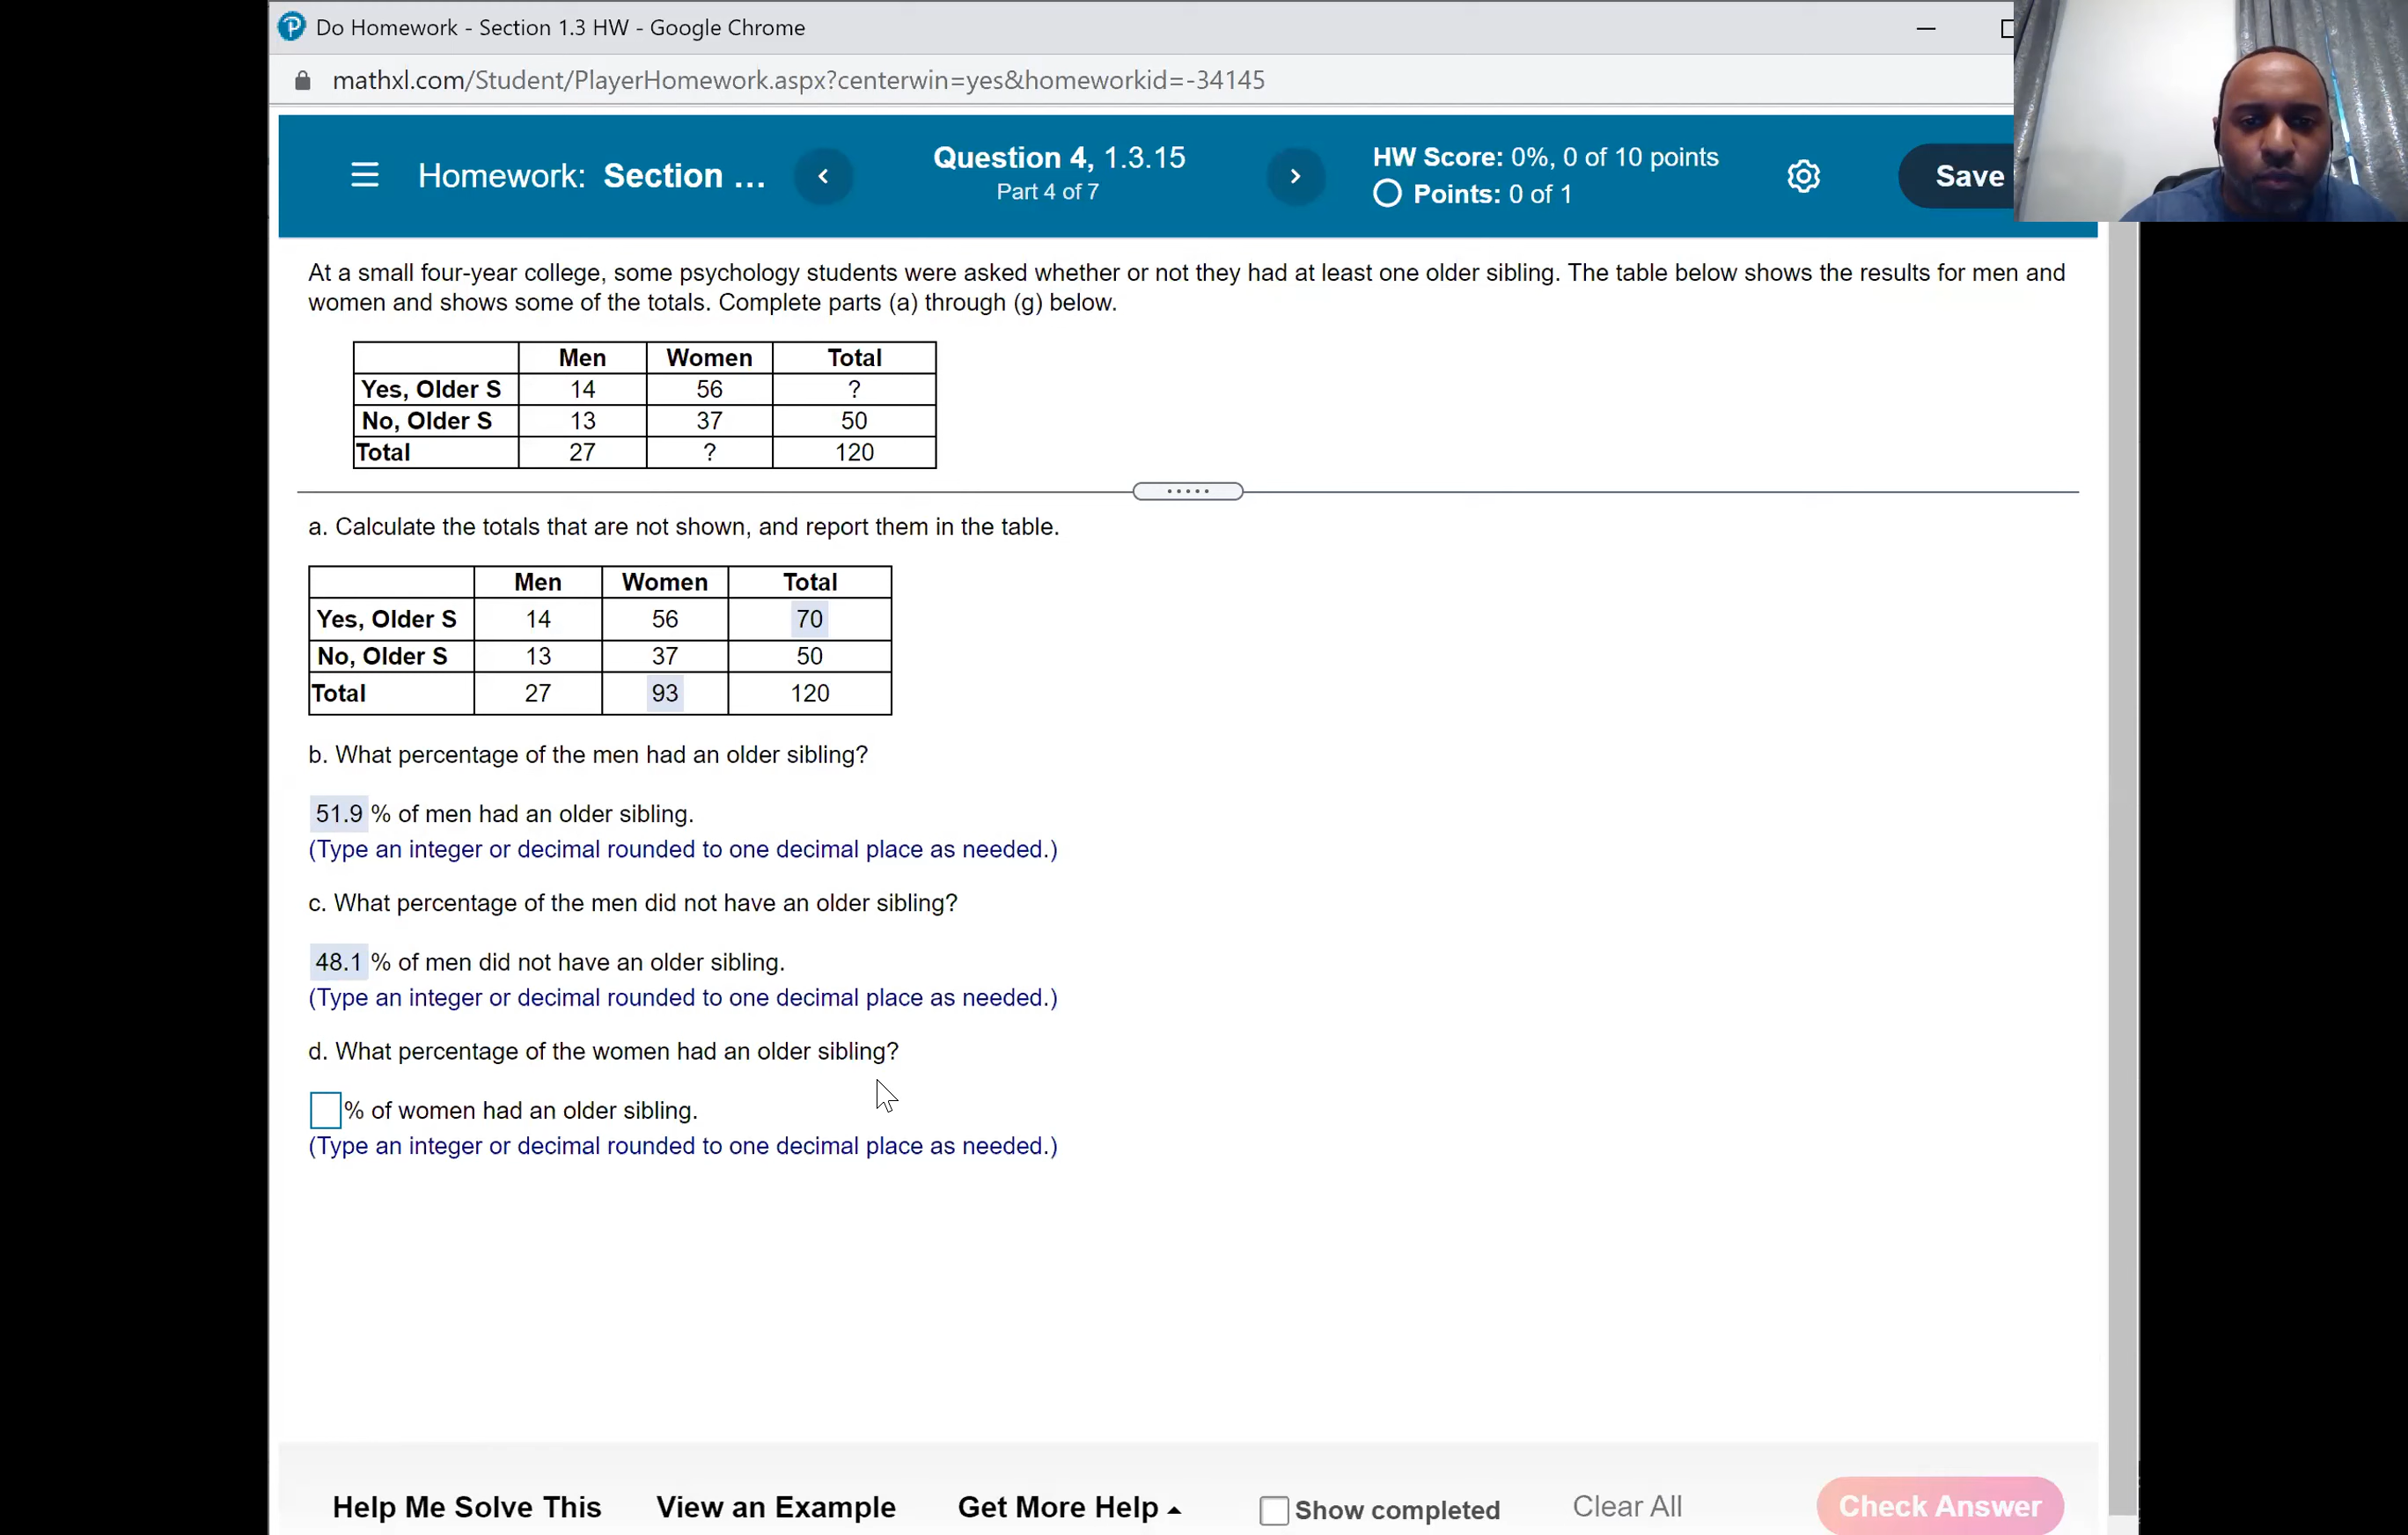 Do Homework - Section 1.3 HW - Google Chrome
mathxl.com/Student/PlayerHomework.aspx?centerwin=yes&homeworkid=-34145
Homework: Section ...
Question 4, 1.3.15
Part 4 of 7
HW Score: 0%, 0 of 10 points
Points: 0 of 1
Save
At a small four-year college, some psychology students were asked whether or not they had at least one older sibling. The table below shows the results for men and
women and shows some of the totals. Complete parts (a) through (g) below.
Men Women Total
Yes, Older S 14 56 ?
No, Older S 13 37 50
Total 27 ? 120
a. Calculate the totals that are not shown, and report them in the table.
Men Women Total
Yes, Older S 14 56 70
No, Older S 13 37 50
Total 27 93 120
b. What percentage of the men had an older sibling?
51.9 % of men had an older sibling.
(Type an integer or decimal rounded to one decimal place as needed.)
c. What percentage of the men did not have an older sibling?
48.1 % of men did not have an older sibling.
(Type an integer or decimal rounded to one decimal place as needed.)
d. What percentage of the women had an older sibling?
% of women had an older sibling.
(Type an integer or decimal rounded to one decimal place as needed.)
Help Me Solve This View an Example Get More Help Show completed Clear All Check Answer